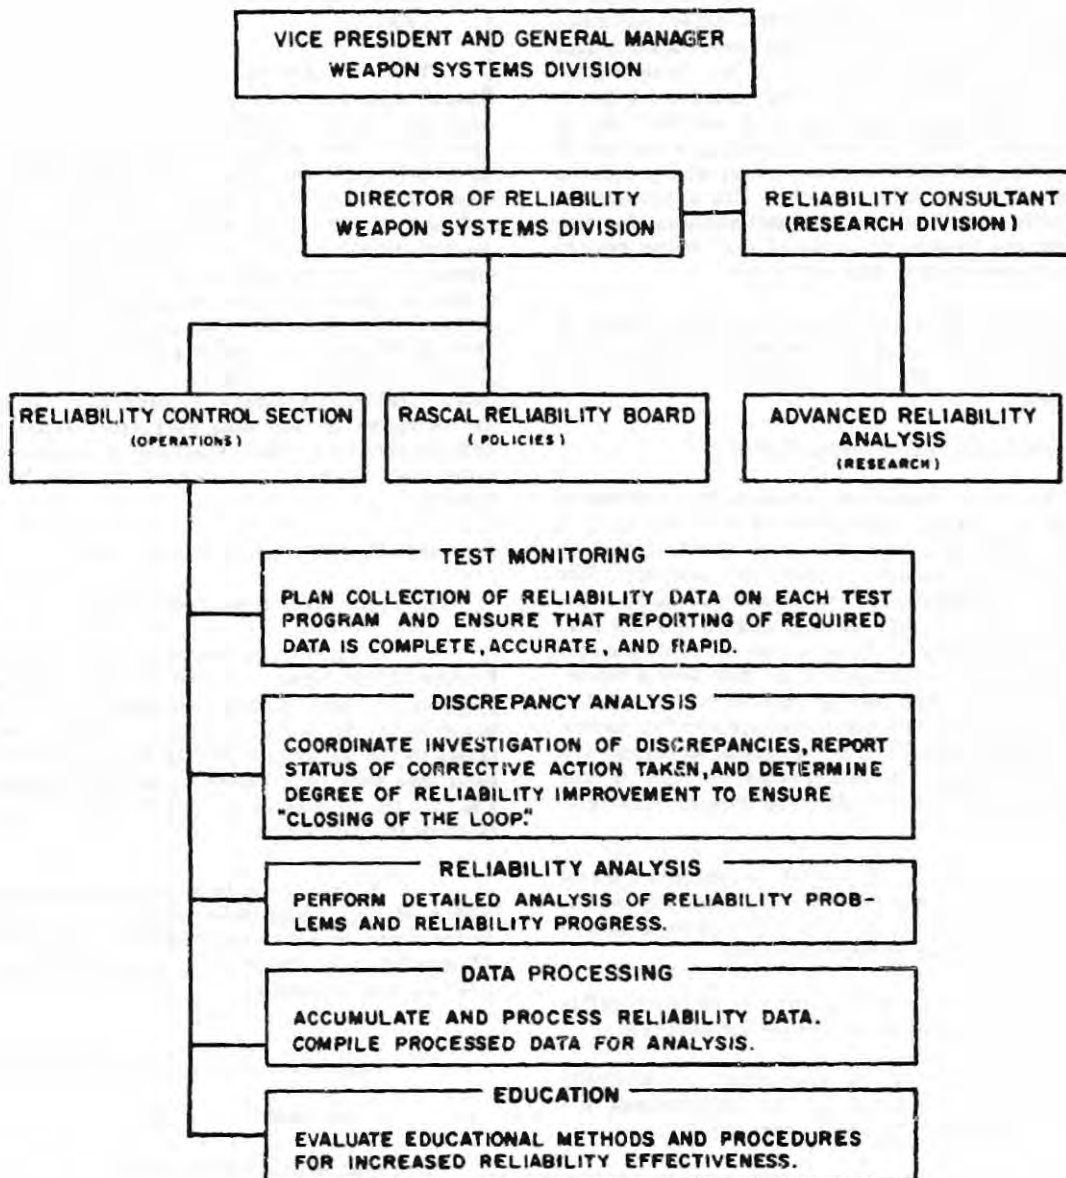 VICE PRESIDENT AND GENERAL MANAGER
WEAPON SYSTEMS DIVISION
DIRECTOR OF RELIABILITY
WEAPON SYSTEMS DIVISION
RELIABILITY CONSULTANT
(RESEARCH DIVISION)
RELIABILITY CONTROL SECTION
(OPERATIONS)
RASCAL RELIABILITY BOARD
(POLICIES)
ADVANCED RELIABILITY
ANALYSIS
(RESEARCH)
TEST MONITORING
PLAN COLLECTION OF RELIABILITY DATA ON EACH TEST
PROGRAM AND ENSURE THAT REPORTING OF REQUIRED
DATA IS COMPLETE, ACCURATE, AND RAPID.
DISCREPANCY ANALYSIS
COORDINATE INVESTIGATION OF DISCREPANCIES, REPORT
STATUS OF CORRECTIVE ACTION TAKEN, AND DETERMINE
DEGREE OF RELIABILITY IMPROVEMENT TO ENSURE
"CLOSING OF THE LOOP."
RELIABILITY ANALYSIS
PERFORM DETAILED ANALYSIS OF RELIABILITY PROB-
LEMS AND RELIABILITY PROGRESS.
DATA PROCESSING
ACCUMULATE AND PROCESS RELIABILITY DATA.
COMPILE PROCESSED DATA FOR ANALYSIS.
EDUCATION
EVALUATE EDUCATIONAL METHODS AND PROCEDURES
FOR INCREASED RELIABILITY EFFECTIVENESS.